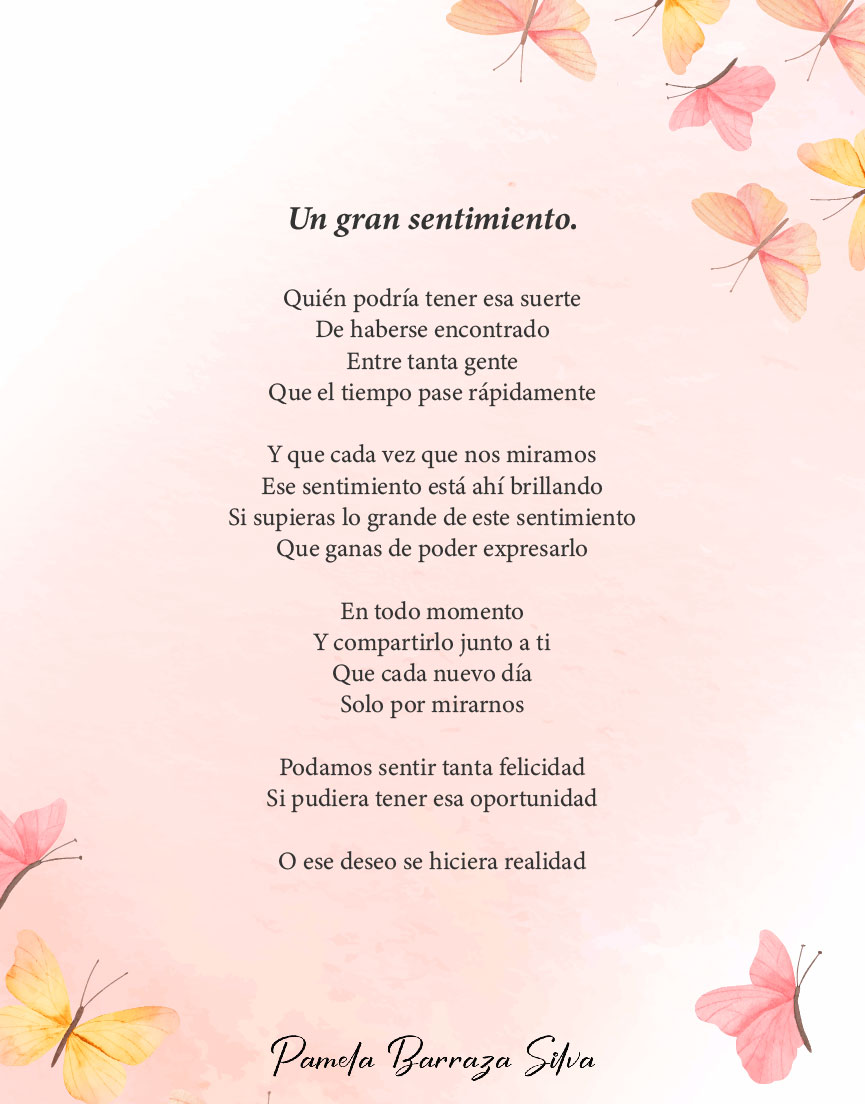 Un gran sentimiento.
Quién podría tener esa suerte
De haberse encontrado
Entre tanta gente
Que el tiempo pase rápidamente
Y que cada vez que nos miramos
Ese sentimiento está ahí brillando
Si supieras lo grande de este sentimiento
Que ganas de poder expresarlo
En todo momento
Y compartirlo junto a ti
Que cada nuevo día
Solo por mirarnos
Podamos sentir tanta felicidad
Si pudiera tener esa oportunidad
O ese deseo se hiciera realidad
Pamela Barraza Silva